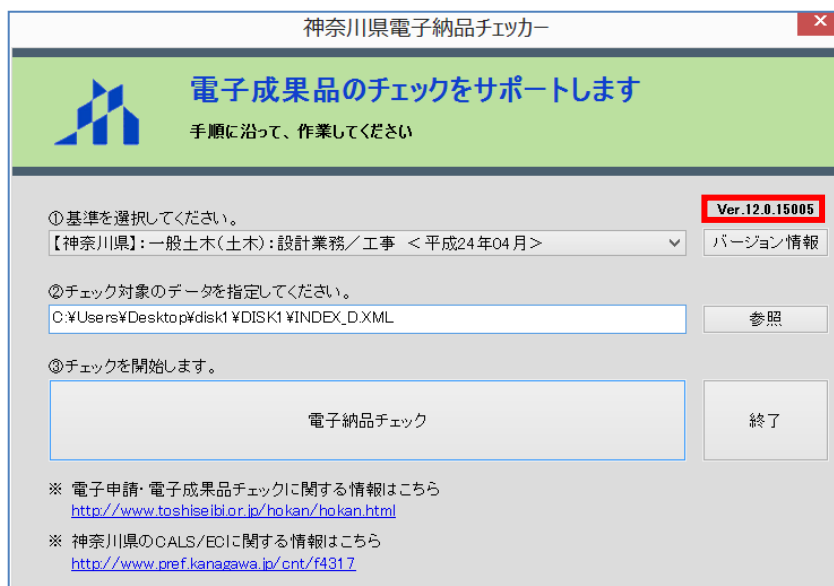 神奈川県電子納品チェッカー
電子成果品のチェックをサポートします
手順に沿って、作業してください
Ver.12.0.15005
①基準を選択してください。
【神奈川県】:一般土木(土木):設計業務/工事 <平成24年04月>
バージョン情報
②チェック対象のデータを指定してください。
C:¥Users¥Desktop¥disk1¥DISK1¥INDEX_D.XML
参照
③チェックを開始します。
電子納品チェック
終了
※ 電子申請・電子成果品チェックに関する情報はこちら
http://www.toshiseibi.or.jp/hokan/hokan.html
※ 神奈川県のCALS/ECに関する情報はこちら
http://www.pref.kanagawa.jp/cnt/f4317